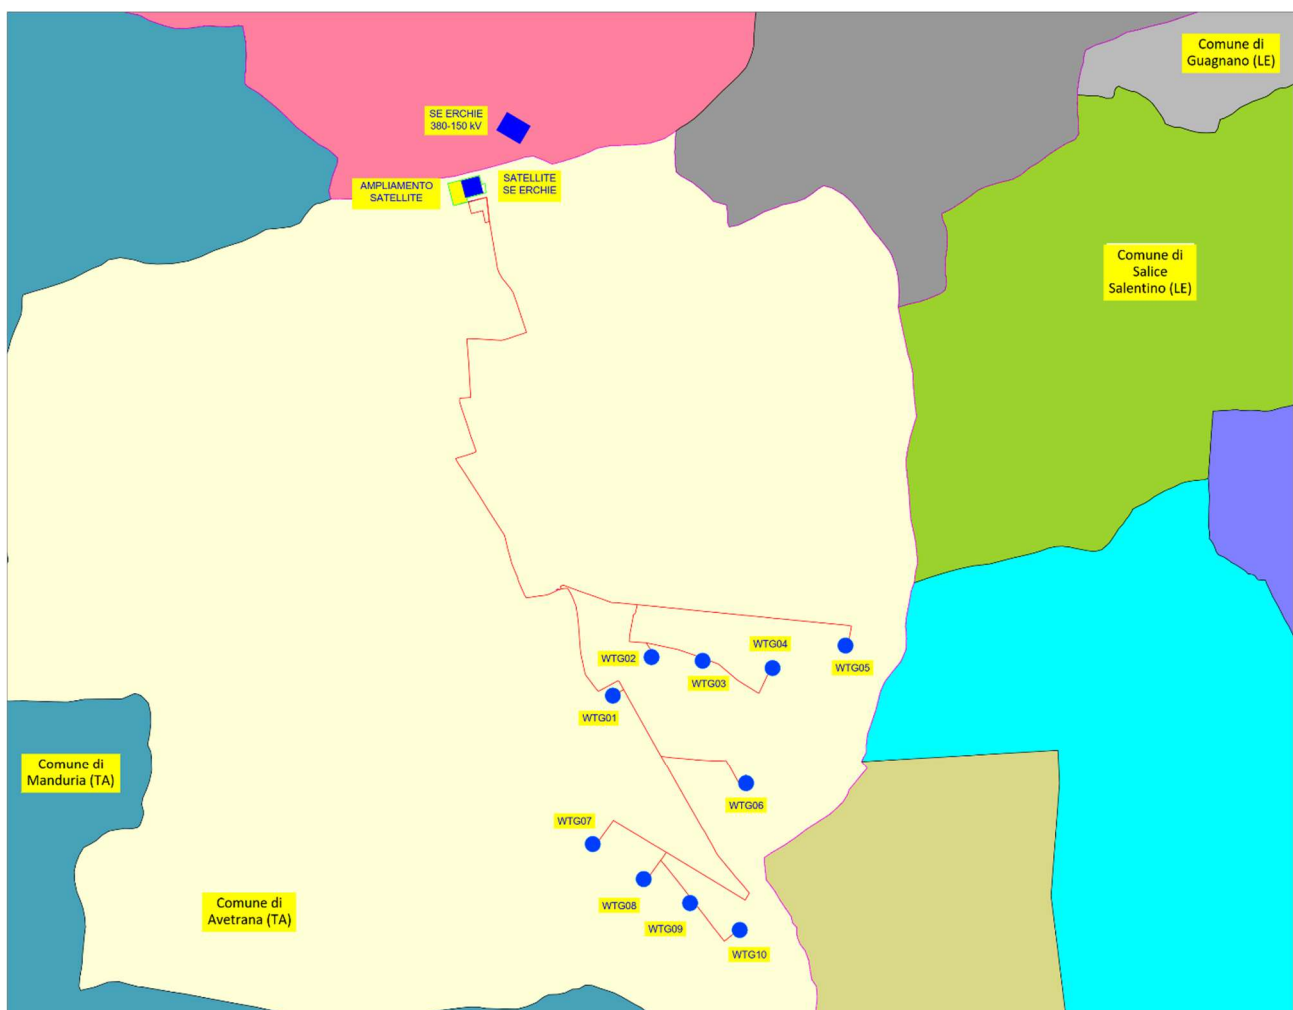 Comune di
Guagnano (LE)
SE ERCHIE
380-150 kV
AMPLIAMENTO
SATELLITE
SATELLITE
SE ERCHIE
Comune di
Salice
Salentino (LE)
WTG02
WTG03
WTG04
WTG05
WTG01
Comune di
Manduria (TA)
WTG06
WTG07
WTG08
WTG09
WTG10
Comune di
Avetrana (TA)